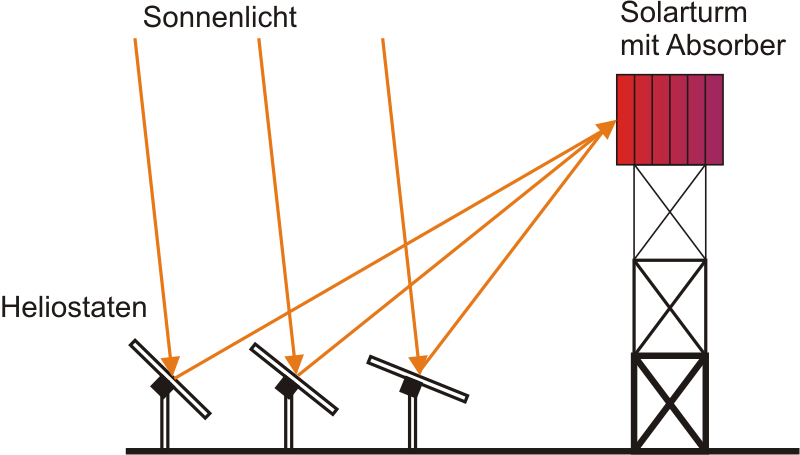 Sonnenlicht
Solarturm
mit Absorber
Heliostaten